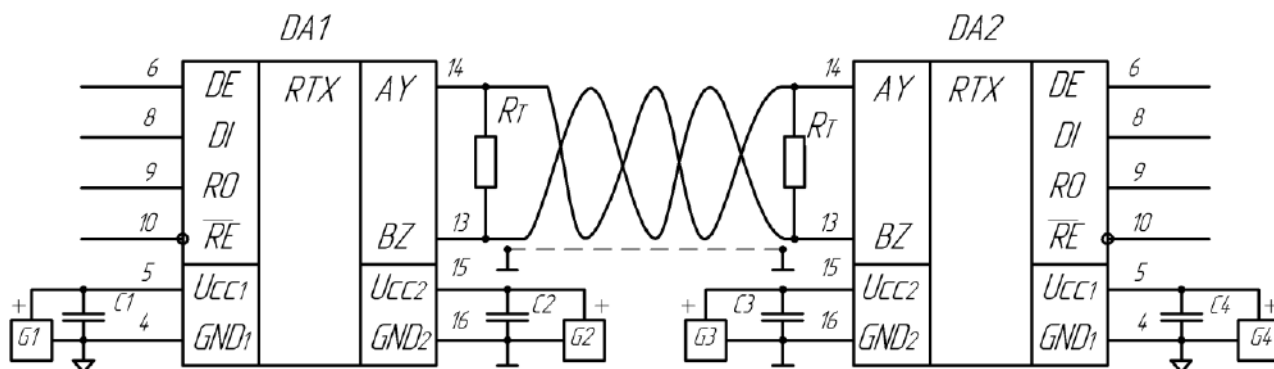 DA1 DA2
6 DE RTX AY 14 14 AY RTX DE 6
8 DI RT RT DI 8
9 RO RO 9
10 RE BZ 13 13 BZ RE 10
5 UCC1 UCC2 15 15 UCC2 UCC1 5
+ C1 C2 + + C3 C4 +
G1 4 GND1 GND2 16 G2 G3 16 GND2 GND1 4 G4